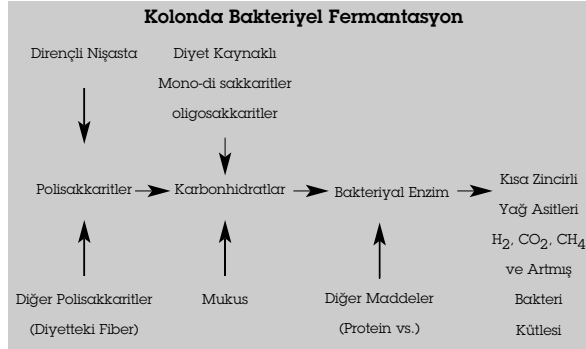 Kolonda Bakteriyel Fermantasyon
Dirençli Nişasta
Diyet Kaynaklı
Mono-di sakkaritler
oligosakkaritler
Polisakkaritler
Karbonhidratlar
Bakteriyal Enzim
Kısa Zincirli
Yağ Asitleri
H2, CO2, CH4
ve Artmış
Bakteri
Kütlesi
Diğer Polisakkaritler
(Diyetteki Fiber)
Mukus
Diğer Maddeler
(Protein vs.)